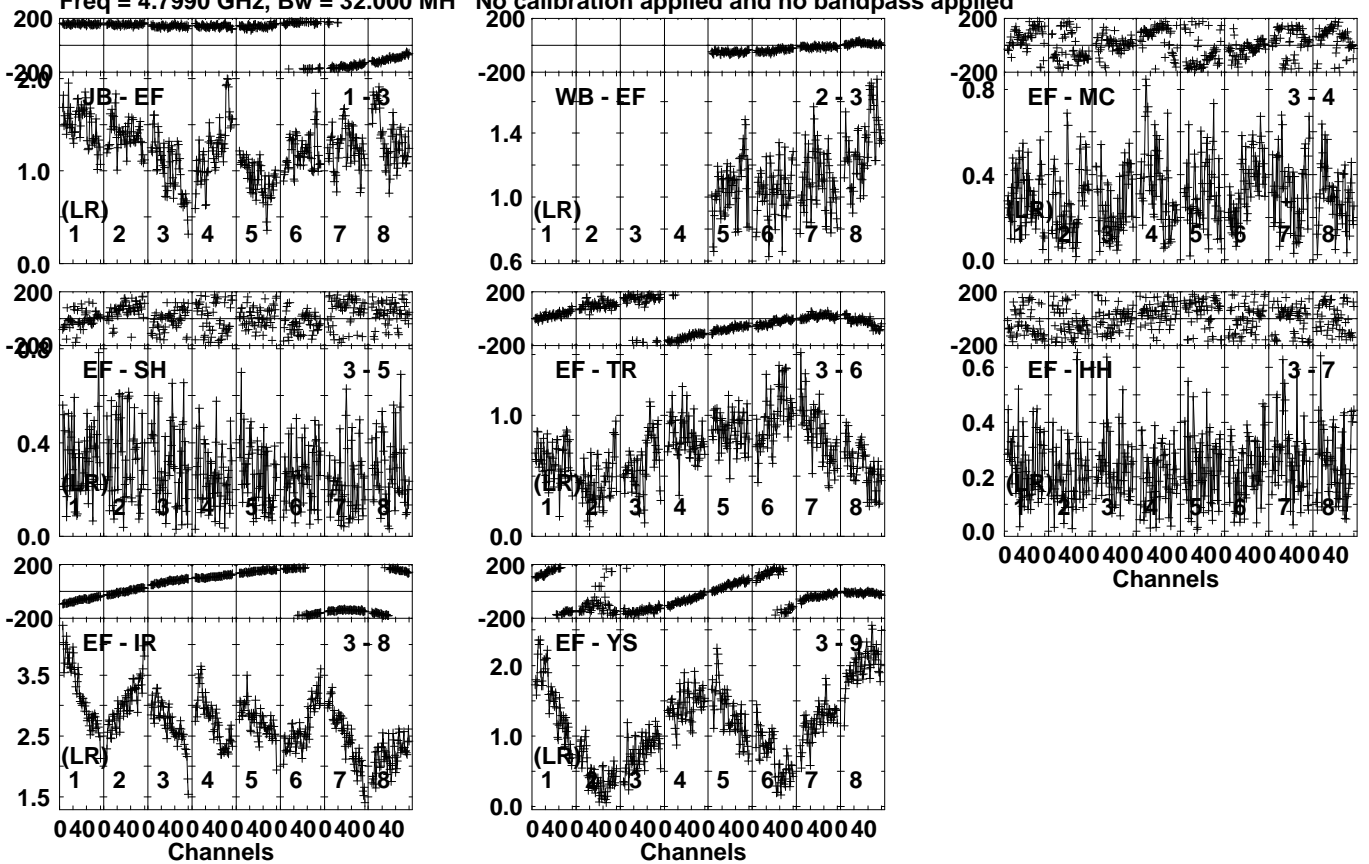 Freq = 4.7990 GHz, Bw = 32.000 MH No calibration applied and no bandpass applied
200
-200
2.0
1.0
0.0
JB - EF 1 - 3
(LR)
1 2 3 4 5 6 7 8
200
-200
1.4
1.0
0.6
WB - EF 2 - 3
(LR)
1 2 3 4 5 6 7 8
200
-200
0.8
0.4
0.0
EF - MC 3 - 4
(LR)
1 2 3 4 5 6 7 8
200
-200
0.8
0.4
0.0
EF - SH 3 - 5
(LR)
1 2 3 4 5 6 7 8
200
-200
1.0
0.0
EF - TR 3 - 6
(LR)
1 2 3 4 5 6 7 8
200
-200
0.6
0.4
0.2
0.0
EF - HH 3 - 7
(LR)
1 2 3 4 5 6 7 8
0 40 0 40 0 40 0 40 0 40 0 40 0 40 0 40
Channels
200
-200
3.5
2.5
1.5
EF - IR 3 - 8
(LR)
1 2 3 4 5 6 7 8
0 40 0 40 0 40 0 40 0 40 0 40 0 40 0 40
Channels
200
-200
2.0
1.0
0.0
EF - YS 3 - 9
(LR)
1 2 3 4 5 6 7 8
0 40 0 40 0 40 0 40 0 40 0 40 0 40 0 40
Channels